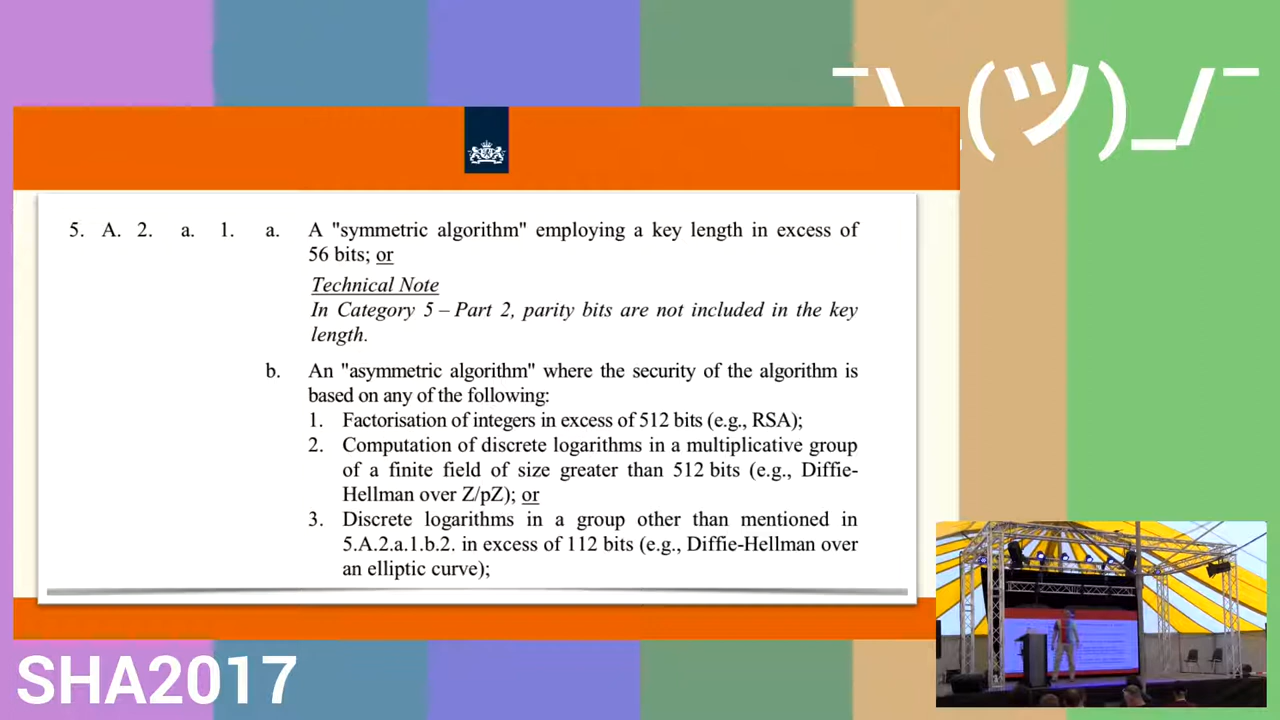 ¯\_(ツ)_/¯
5. A. 2. a. 1. a. A "symmetric algorithm" employing a key length in excess of
56 bits; or
Technical Note
In Category 5 – Part 2, parity bits are not included in the key
length.
b. An "asymmetric algorithm" where the security of the algorithm is
based on any of the following:
1. Factorisation of integers in excess of 512 bits (e.g., RSA);
2. Computation of discrete logarithms in a multiplicative group
of a finite field of size greater than 512 bits (e.g., Diffie-
Hellman over Z/pZ); or
3. Discrete logarithms in a group other than mentioned in
5.A.2.a.1.b.2. in excess of 112 bits (e.g., Diffie-Hellman over
an elliptic curve);
SHA2017